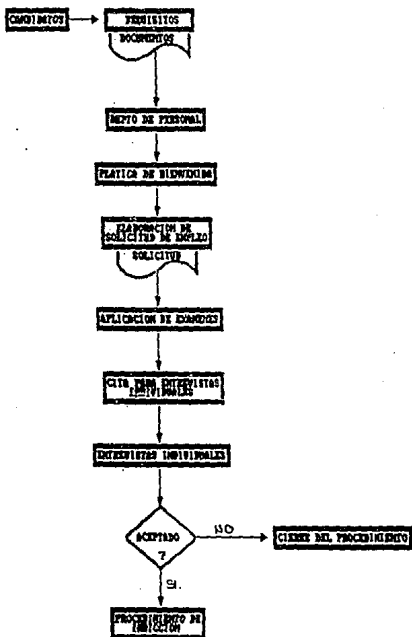 CANDIDATOS
REQUISITOS
DOCUMENTOS
DEPTO DE PERSONAL
PLATICA DE BIENVENIDA
ELABORACION DE
SOLICITUD DE EMPLEO
SOLICITUD
APLICACION DE EXAMENES
CITA PARA ENTREVISTAS
INDIVIDUALES
ENTREVISTAS INDIVIDUALES
ACEPTADO
?
NO
CIERRE DEL PROCEDIMIENTO
SI.
PROCEDIMIENTO DE
INDUCCION